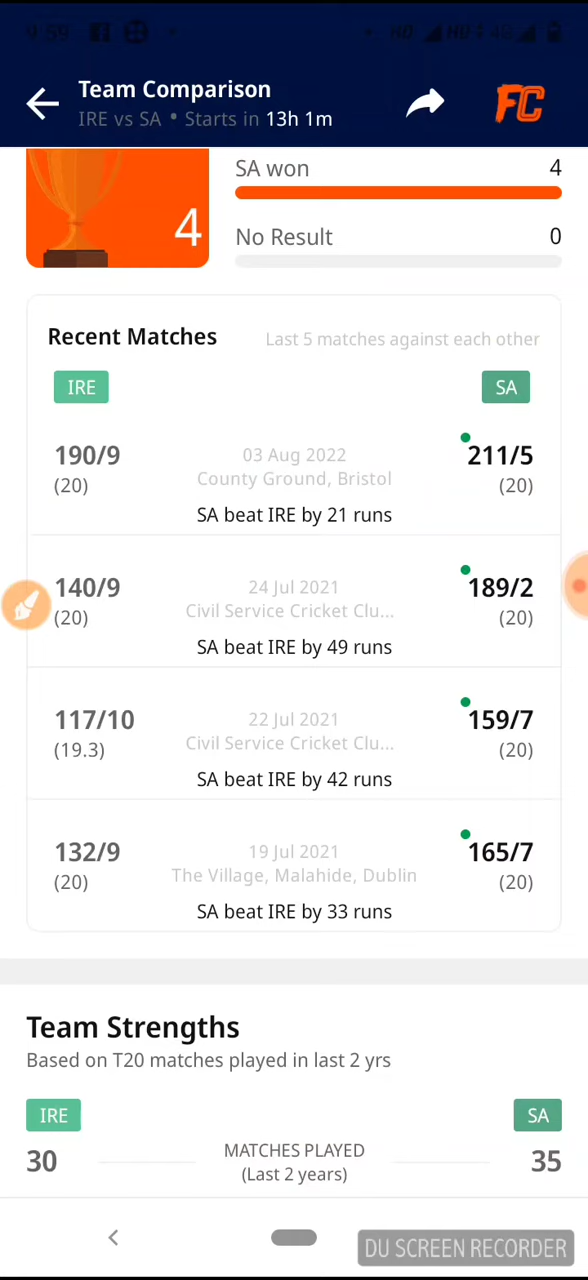 9:59 HD HD 4G
Team Comparison
IRE vs SA • Starts in 13h 1m
FC
SA won 4
4
No Result 0
Recent Matches Last 5 matches against each other
IRE SA
190/9 03 Aug 2022 211/5
(20) County Ground, Bristol (20)
SA beat IRE by 21 runs
140/9 24 Jul 2021 189/2
(20) Civil Service Cricket Clu... (20)
SA beat IRE by 49 runs
117/10 22 Jul 2021 159/7
(19.3) Civil Service Cricket Clu... (20)
SA beat IRE by 42 runs
132/9 19 Jul 2021 165/7
(20) The Village, Malahide, Dublin (20)
SA beat IRE by 33 runs
Team Strengths
Based on T20 matches played in last 2 yrs
IRE SA
30 MATCHES PLAYED 35
(Last 2 years)
DU SCREEN RECORDER